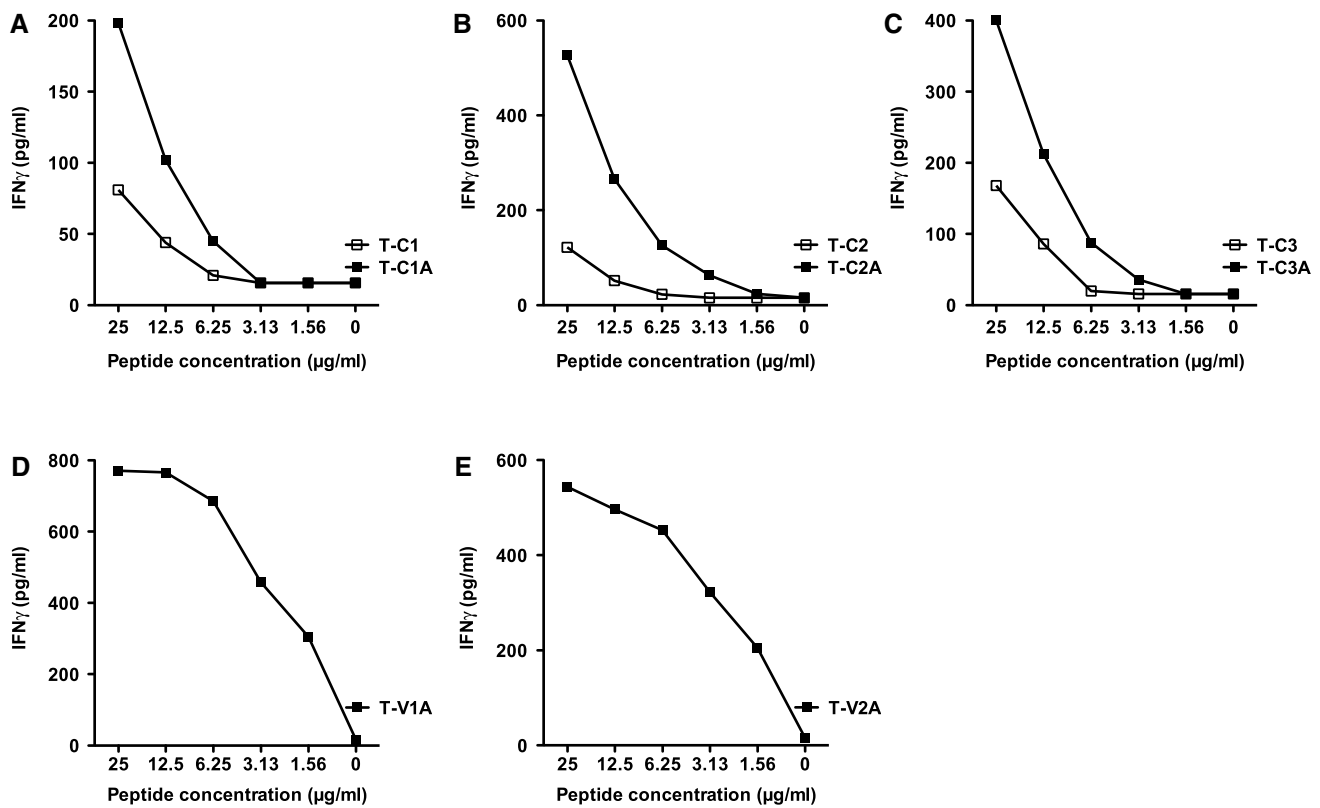 A
IFNγ (pg/ml)
200
150
100
50
0
25 12.5 6.25 3.13 1.56 0
Peptide concentration (µg/ml)
T-C1
T-C1A
B
IFNγ (pg/ml)
600
400
200
0
25 12.5 6.25 3.13 1.56 0
Peptide concentration (µg/ml)
T-C2
T-C2A
C
IFNγ (pg/ml)
400
300
200
100
0
25 12.5 6.25 3.13 1.56 0
Peptide concentration (µg/ml)
T-C3
T-C3A
D
IFNγ (pg/ml)
800
600
400
200
0
25 12.5 6.25 3.13 1.56 0
Peptide concentration (µg/ml)
T-V1A
E
IFNγ (pg/ml)
600
400
200
0
25 12.5 6.25 3.13 1.56 0
Peptide concentration (µg/ml)
T-V2A